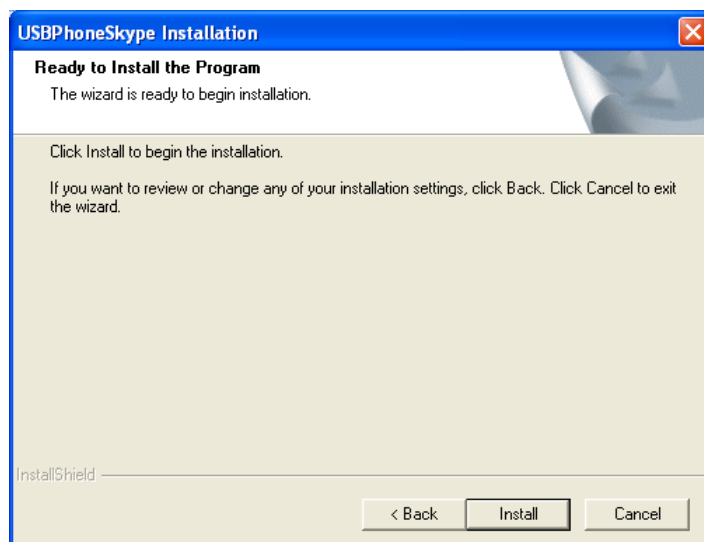 USBPhoneSkype Installation
Ready to Install the Program
The wizard is ready to begin installation.
Click Install to begin the installation.
If you want to review or change any of your installation settings, click Back. Click Cancel to exit
the wizard.
InstallShield
< Back
Install
Cancel